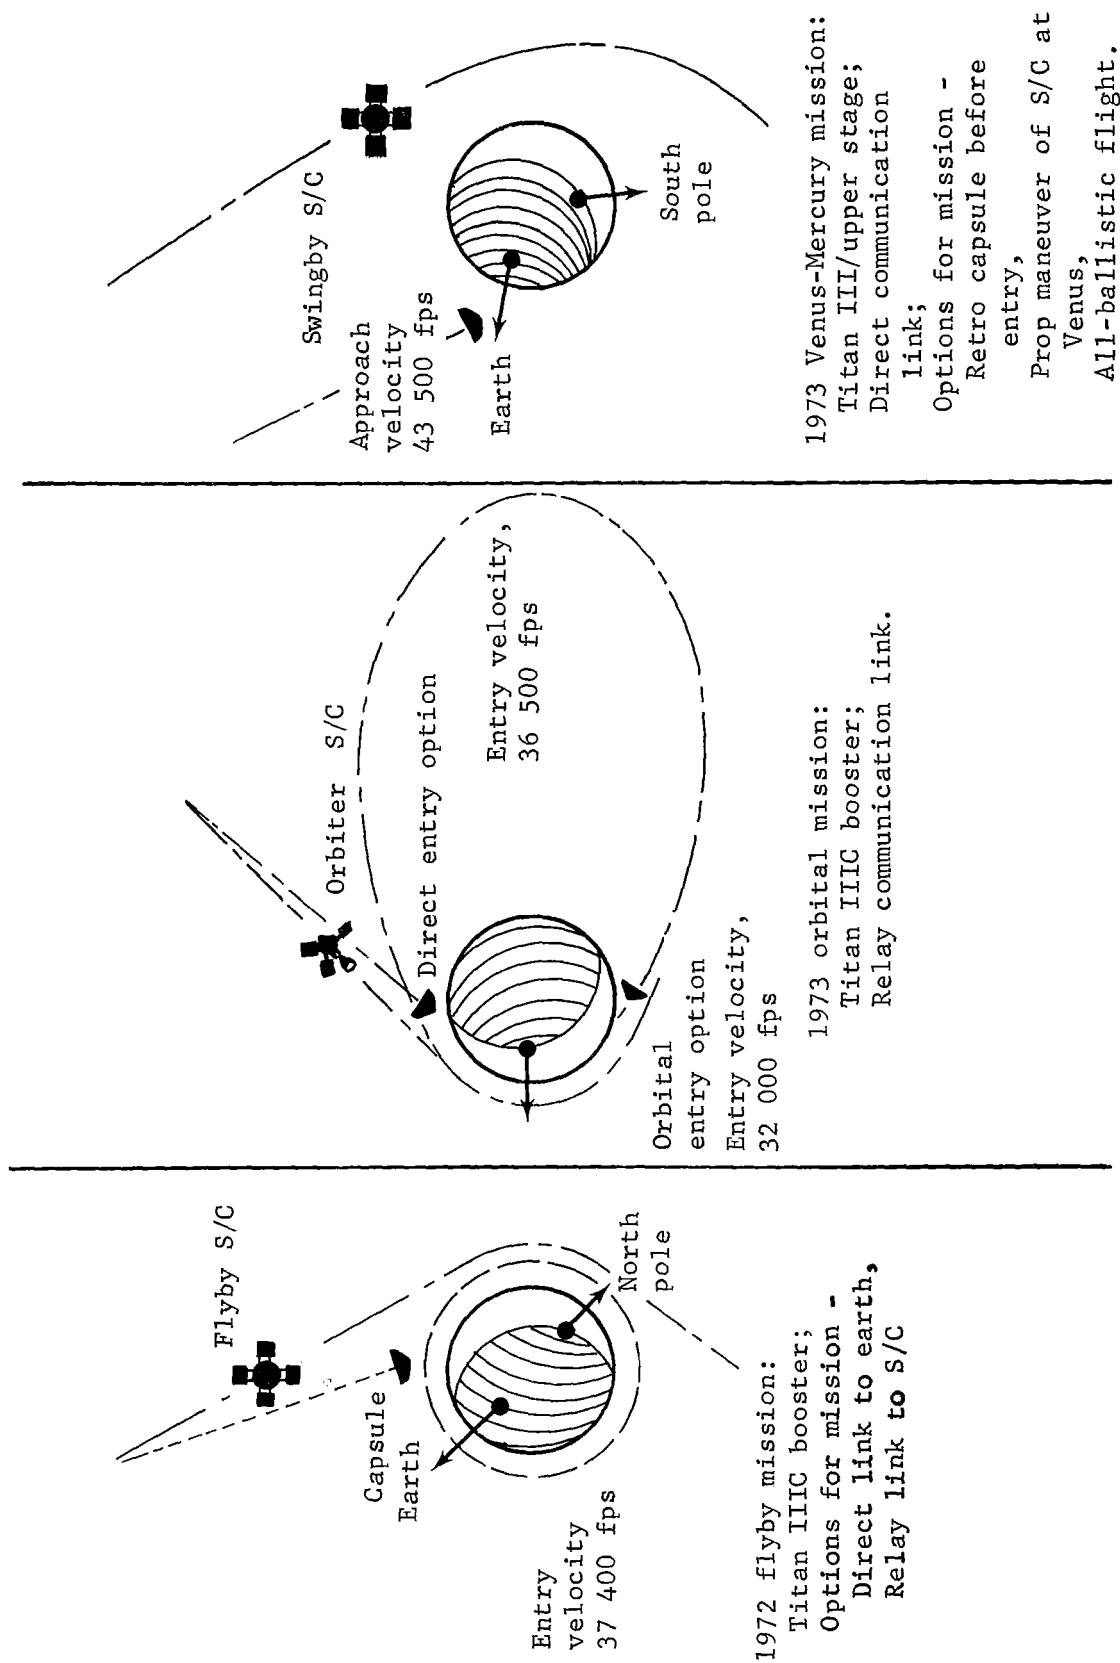 Flyby S/C
Capsule
Earth
North
pole
Entry
velocity
37 400 fps
1972 flyby mission:
Titan IIIC booster;
Options for mission -
Direct link to earth,
Relay link to S/C
Orbiter S/C
Direct entry option
Entry velocity,
36 500 fps
Orbital
entry option
Entry velocity,
32 000 fps
1973 orbital mission:
Titan IIIC booster;
Relay communication link.
Swingby S/C
Approach
velocity
43 500 fps
Earth
South
pole
1973 Venus-Mercury mission:
Titan III/upper stage;
Direct communication
link;
Options for mission -
Retro capsule before
entry,
Prop maneuver of S/C at
Venus,
All-ballistic flight.